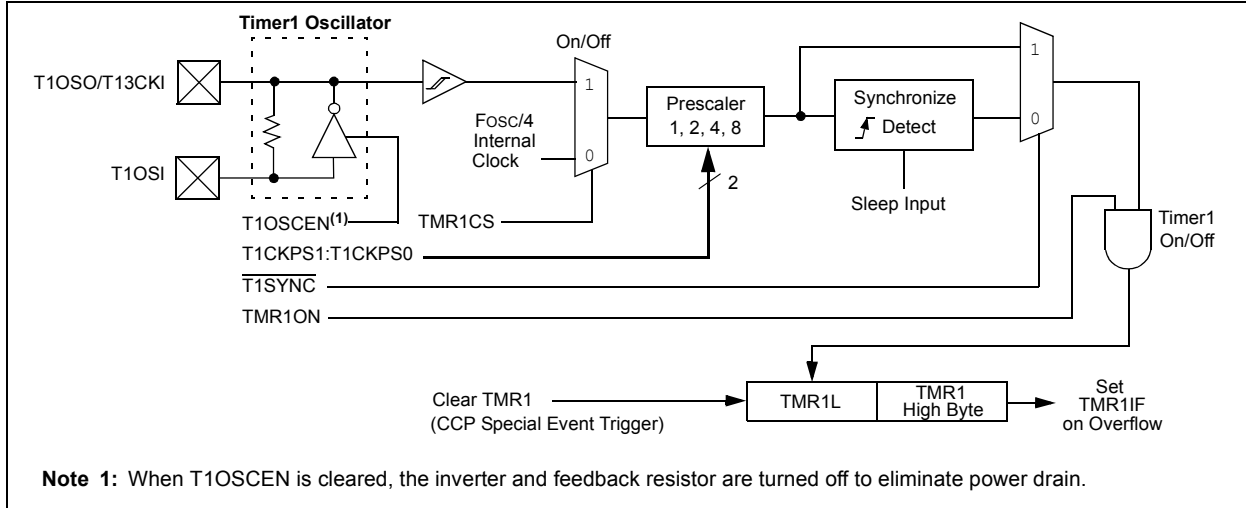 Timer1 Oscillator
On/Off
T1OSO/T13CKI
1
1
FOSC/4
Internal
Clock
0
Prescaler
1, 2, 4, 8
Synchronize
Detect
0
T1OSI
2
Sleep Input
T1OSCEN(1)
TMR1CS
Timer1
On/Off
T1CKPS1:T1CKPS0
T1SYNC
TMR1ON
Clear TMR1
(CCP Special Event Trigger)
TMR1L
TMR1
High Byte
Set
TMR1IF
on Overflow
Note 1: When T1OSCEN is cleared, the inverter and feedback resistor are turned off to eliminate power drain.